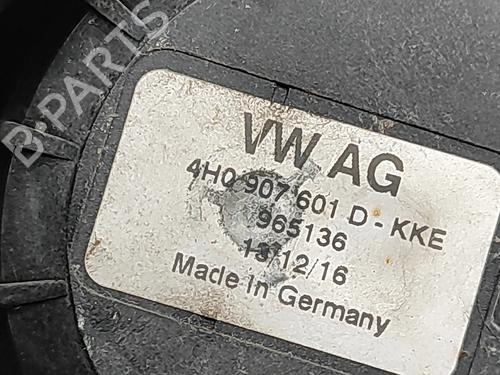 B-PARTS
VW AG
4H0 907 601 D - KKE
965136
13/12/16
Made in Germany